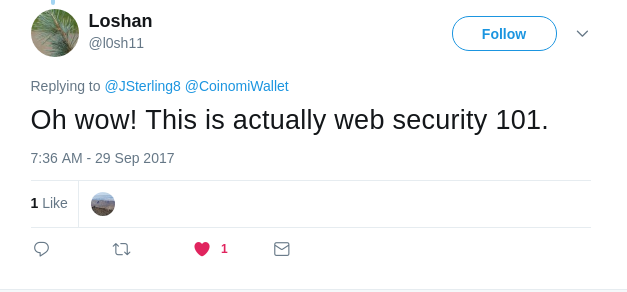 Loshan
@l0sh11
Follow
Replying to @JSterling8 @CoinomiWallet
Oh wow! This is actually web security 101.
7:36 AM - 29 Sep 2017
1 Like
1